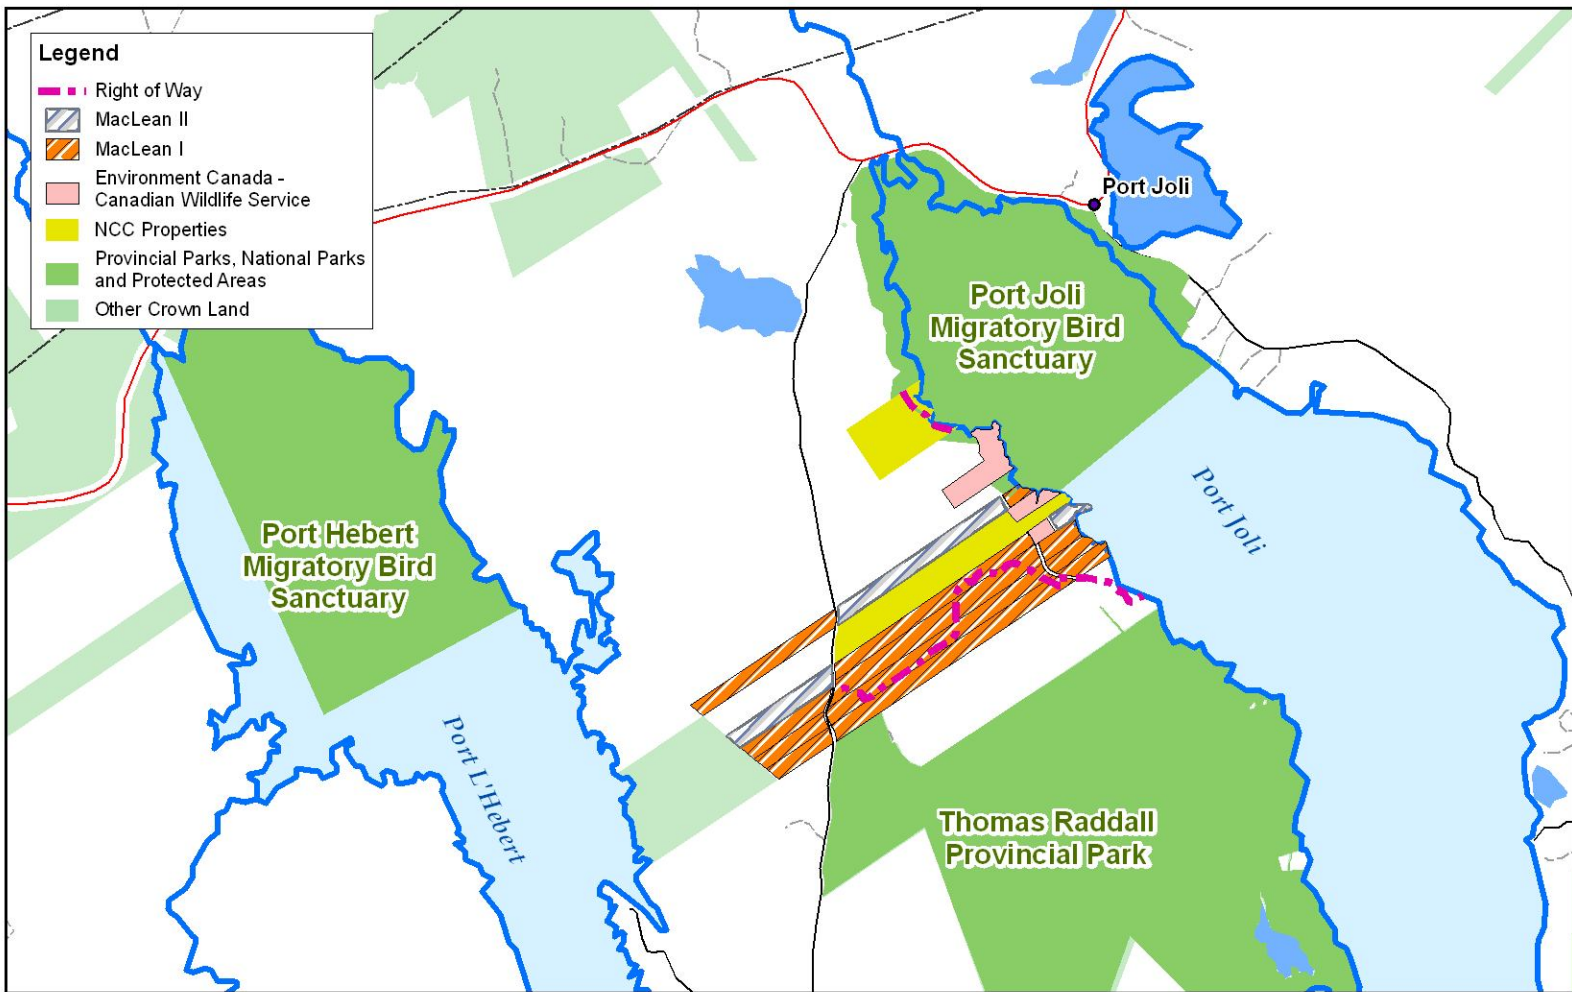 Legend
Right of Way
MacLean II
MacLean I
Environment Canada -
Canadian Wildlife Service
NCC Properties
Provincial Parks, National Parks
and Protected Areas
Other Crown Land
Port Joli
Port Joli
Migratory Bird
Sanctuary
Port Joli
Port Hebert
Migratory Bird
Sanctuary
Port L'Hebert
Thomas Raddall
Provincial Park